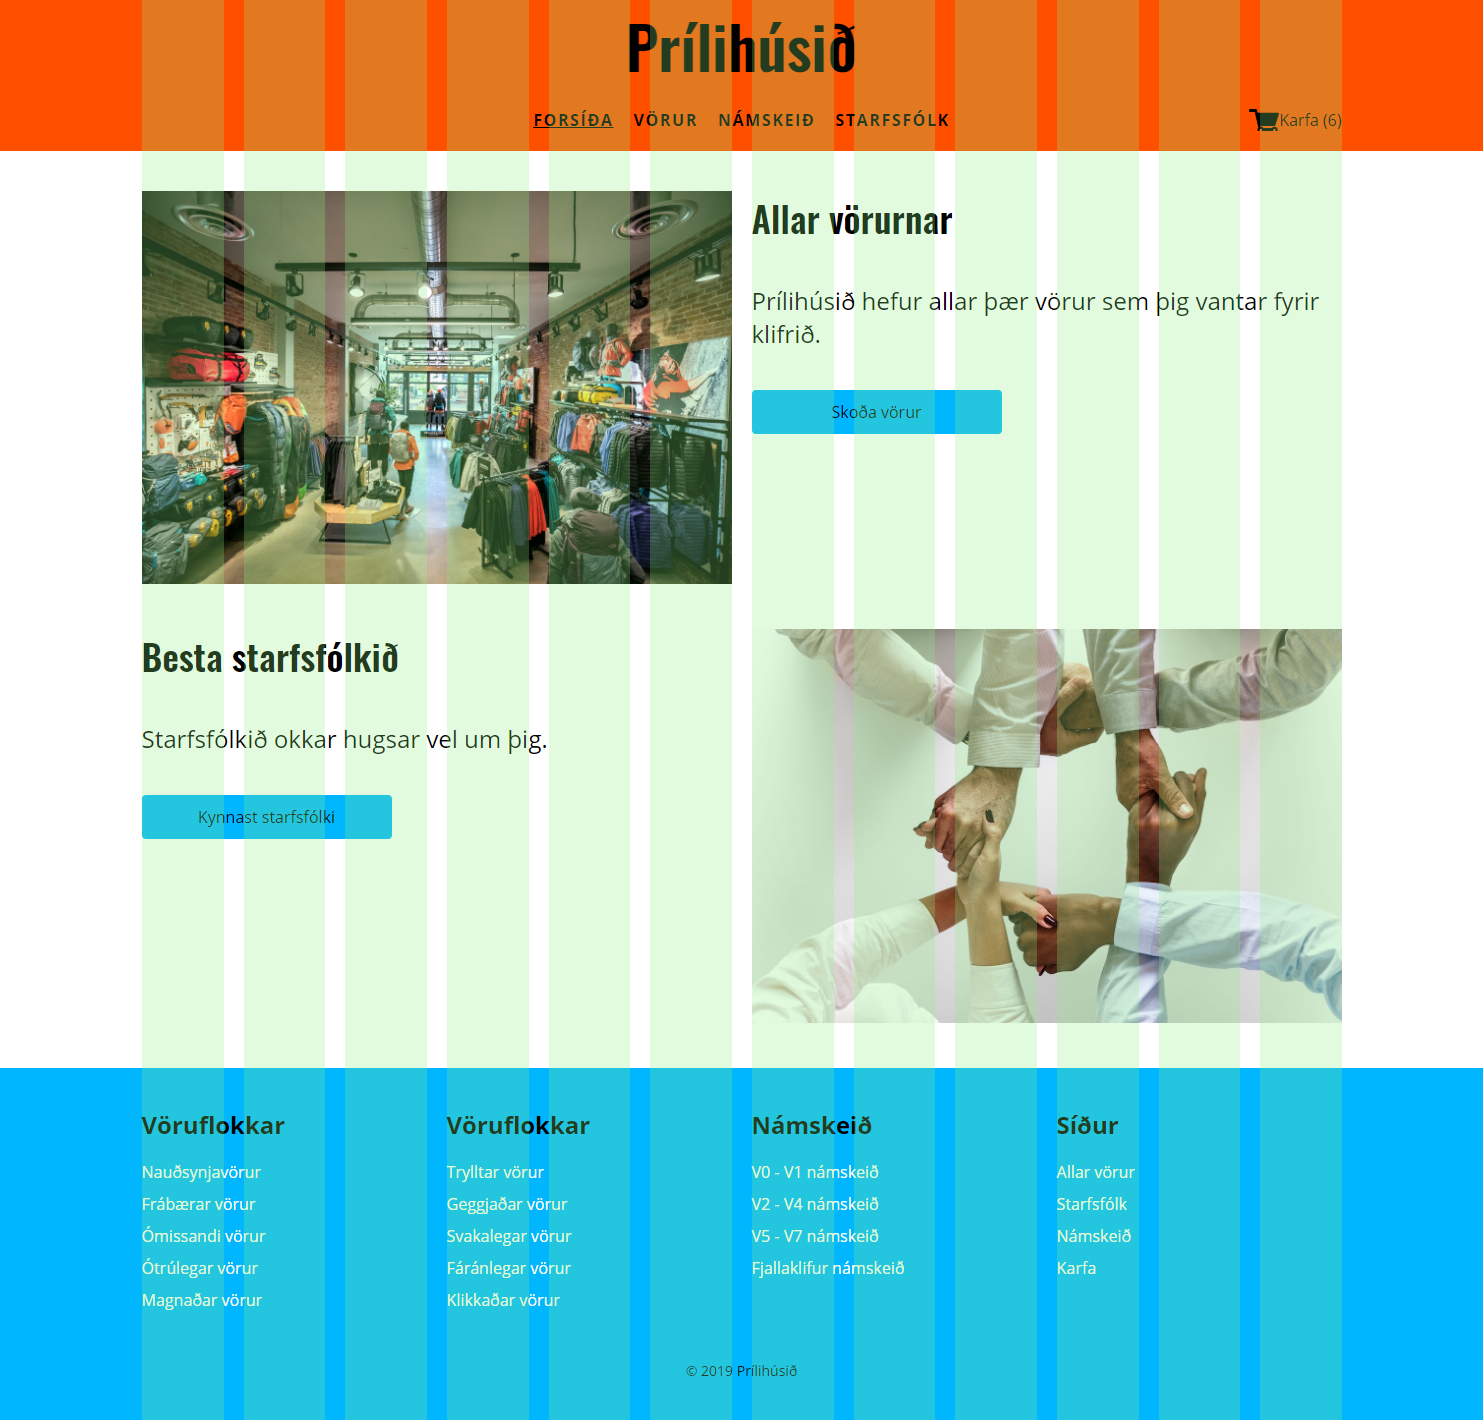 Prílihúsið
FORSÍÐA VÖRUR NÁMSKEIÐ STARFSFÓLK
Karfa (6)
Allar vörurnar
Prílihúsið hefur allar þær vörur sem þig vantar fyrir
klifrið.
Skoða vörur
Besta starfsfólkið
Starfsfólkið okkar hugsar vel um þig.
Kynnast starfsfólki
Vöruflokkar
Nauðsynjavörur
Frábærar vörur
Ómissandi vörur
Ótrúlegar vörur
Magnaðar vörur
Vöruflokkar
Trylltar vörur
Geggjaðar vörur
Svakalegar vörur
Fáránlegar vörur
Klikkaðar vörur
Námskeið
V0 - V1 námskeið
V2 - V4 námskeið
V5 - V7 námskeið
Fjallaklifur námskeið
Síður
Allar vörur
Starfsfólk
Námskeið
Karfa
© 2019 Prílihúsið